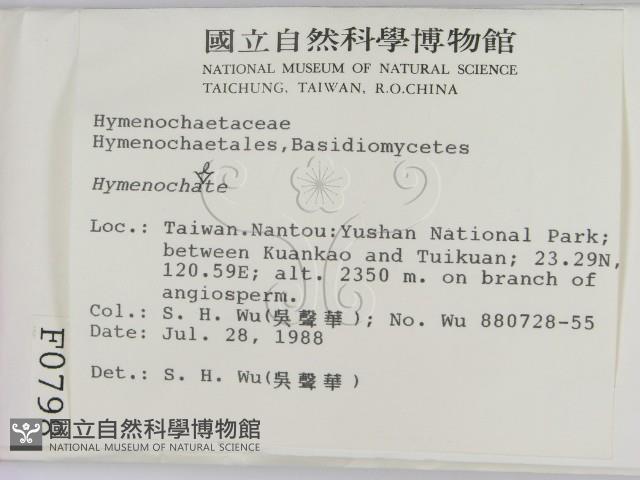 國立自然科學博物館
NATIONAL MUSEUM OF NATURAL SCIENCE
TAICHUNG, TAIWAN, R.O.CHINA
Hymenochaetaceae
Hymenochaetales,Basidiomycetes
e
Hymenochate
Loc.: Taiwan.Nantou:Yushan National Park;
between Kuankao and Tuikuan; 23.29N,
120.59E; alt. 2350 m. on branch of
angiosperm.
Col.: S. H. Wu(吳聲華); No. Wu 880728-55
Date: Jul. 28, 1988
Det.: S. H. Wu(吳聲華)
F0798
國立自然科學博物館
NATIONAL MUSEUM OF NATURAL SCIENCE